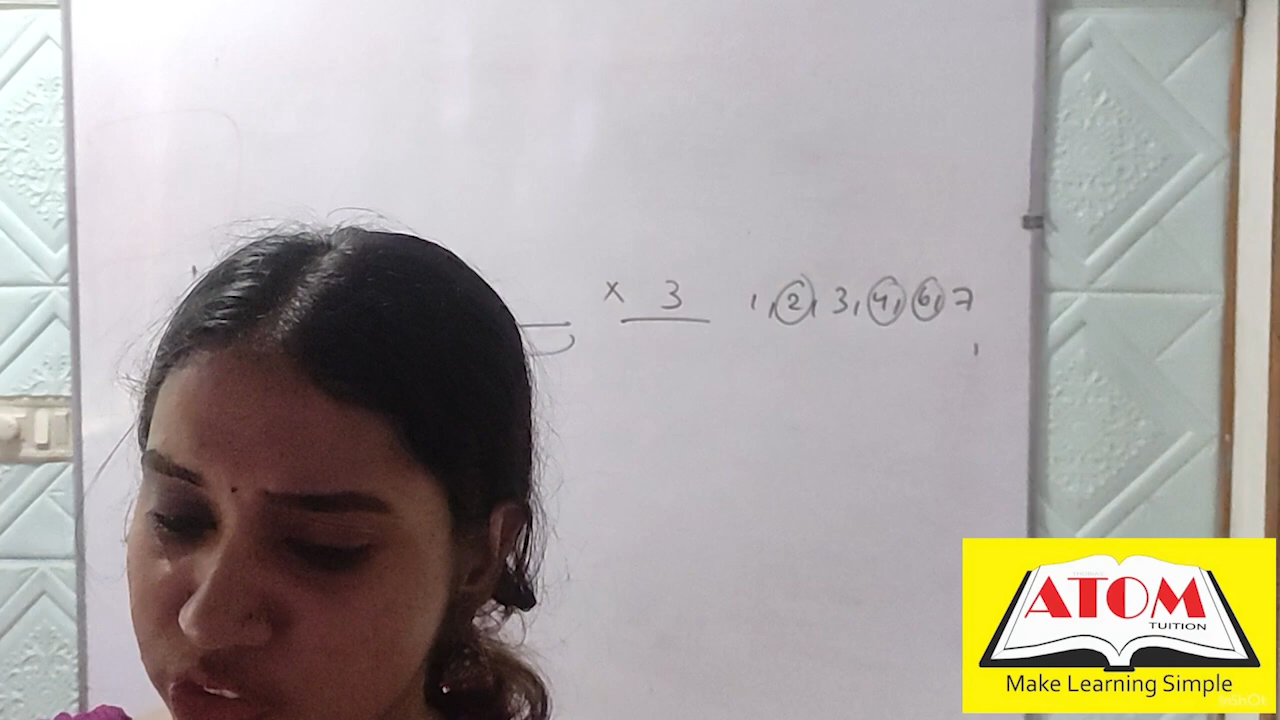 x 3 1, 2, 3, 4, 6, 7
ATOM
TUITION
Make Learning Simple